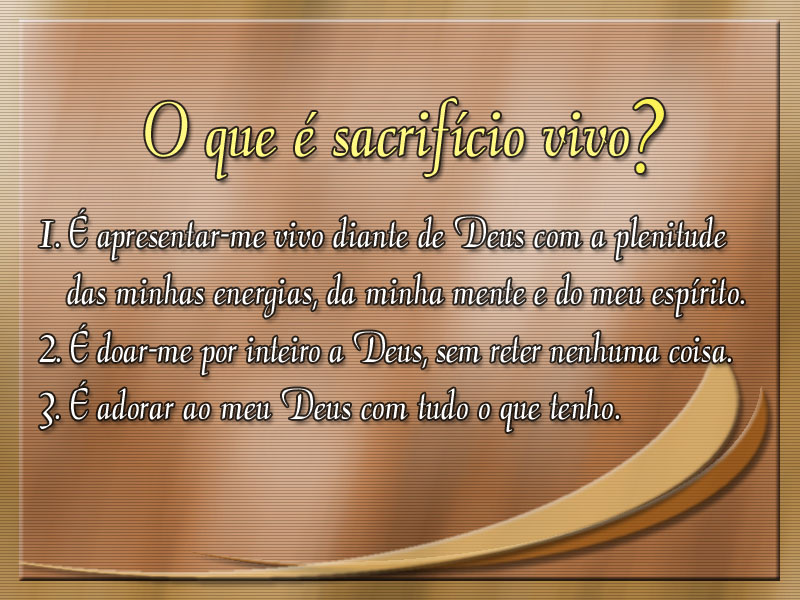 O que é sacrifício vivo?
1. É apresentar-me vivo diante de Deus com a plenitude
das minhas energias, da minha mente e do meu espírito.
2. É doar-me por inteiro a Deus, sem reter nenhuma coisa.
3. É adorar ao meu Deus com tudo o que tenho.